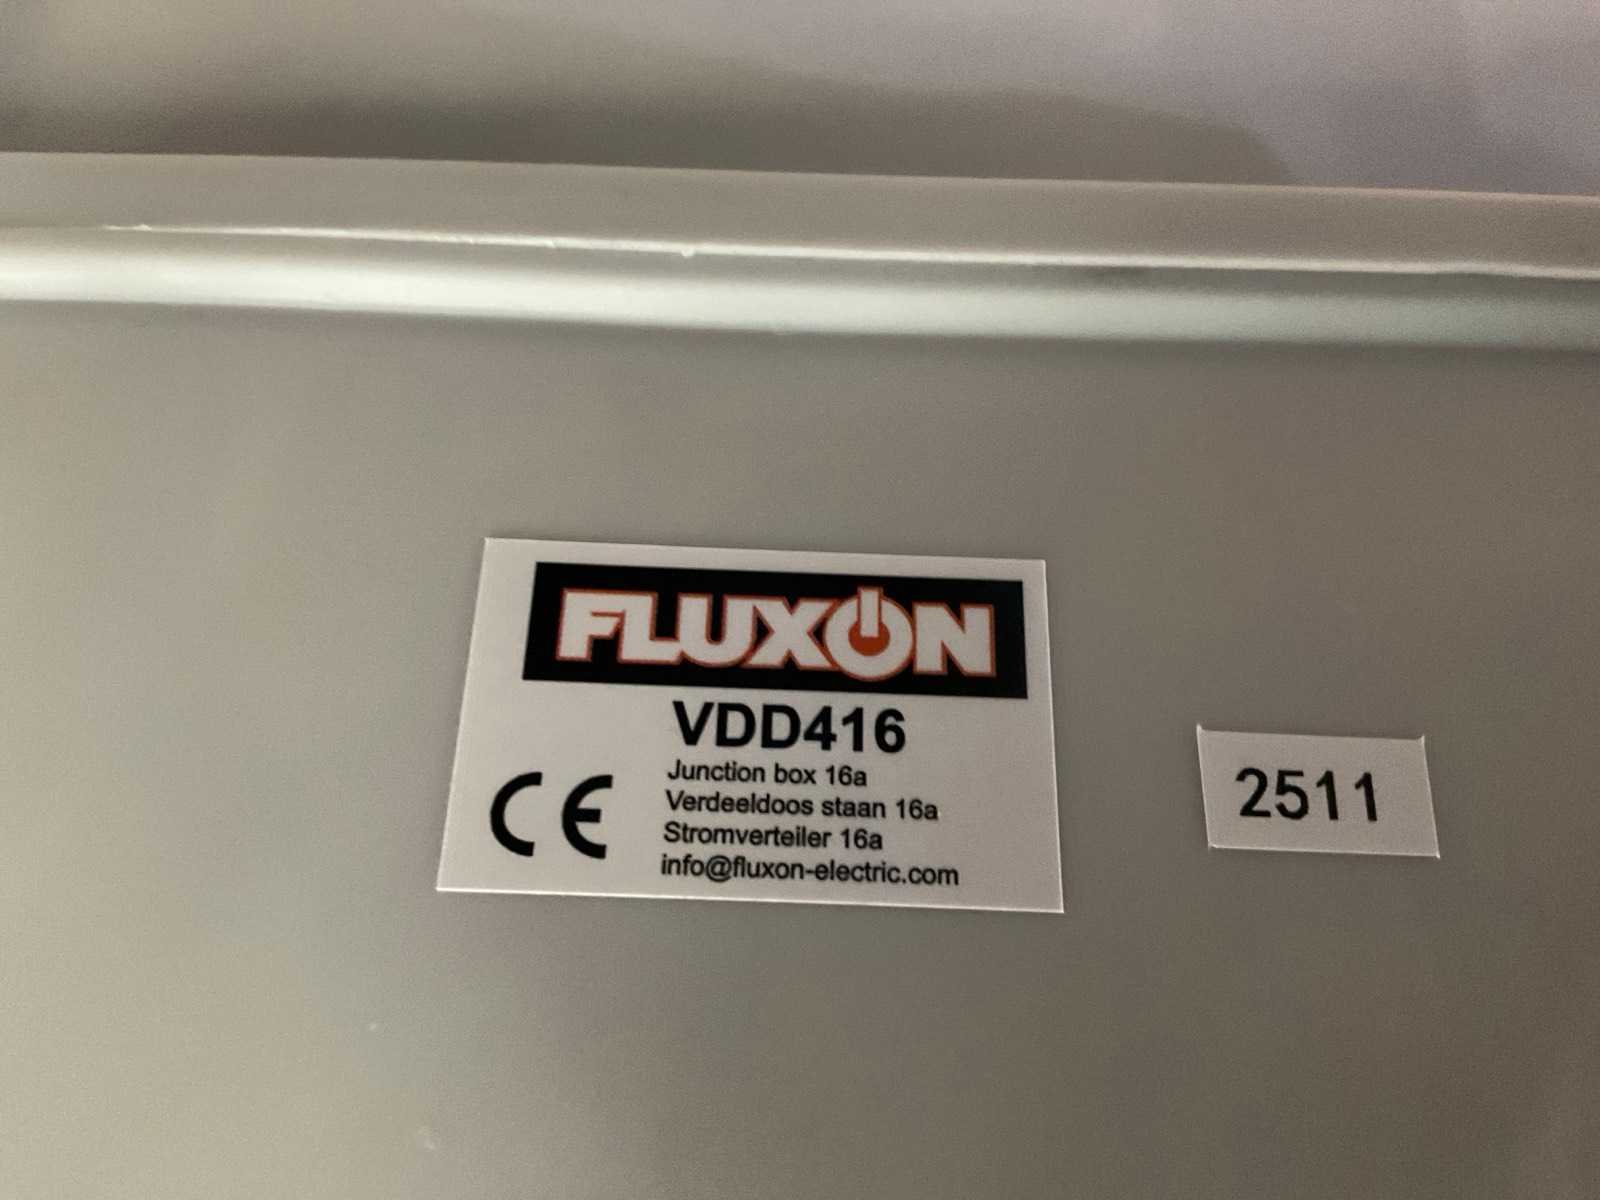 FLUXON
VDD416
CE
Junction box 16a
Verdeeldoos staan 16a
Stromverteiler 16a
info@fluxon-electric.com
2511